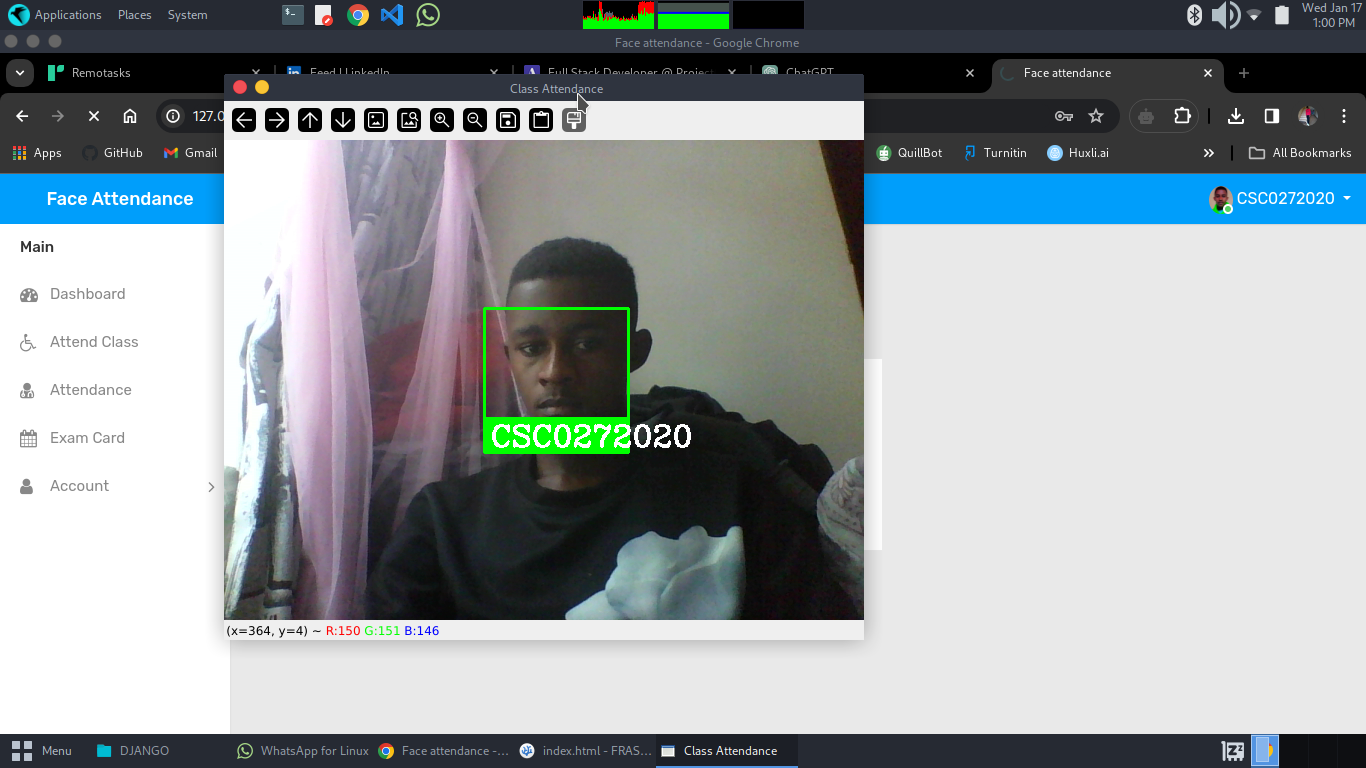 Applications Places System
Wed Jan 17
1:00 PM
Face attendance - Google Chrome
Remotasks
Feed | LinkedIn
Full Stack Developer @ Project
ChatGPT
Face attendance
Class Attendance
127.0
Apps GitHub Gmail QuillBot Turnitin Huxli.ai » All Bookmarks
Face Attendance
CSC0272020
Main
Dashboard
Attend Class
Attendance
Exam Card
Account
CSC0272020
(x=364, y=4) ~ R:150 G:151 B:146
Menu DJANGO WhatsApp for Linux Face attendance -... index.html - FRAS... Class Attendance